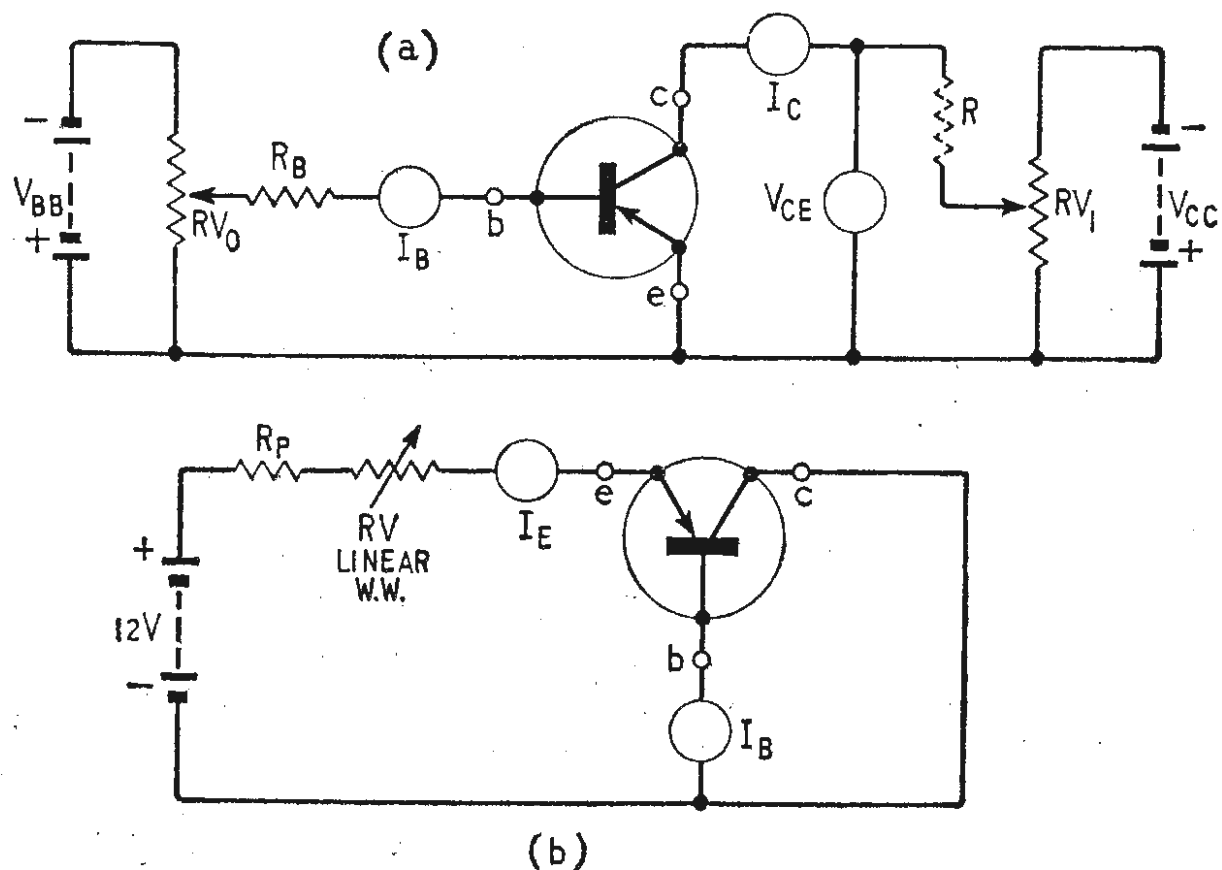 (a)
−
V_BB
+
RV_0
R_B
I_B
b
c
e
I_C
V_CE
R
RV_1
−
V_CC
+
R_P
RV
LINEAR
W.W.
I_E
e
c
+
12V
−
b
I_B
(b)